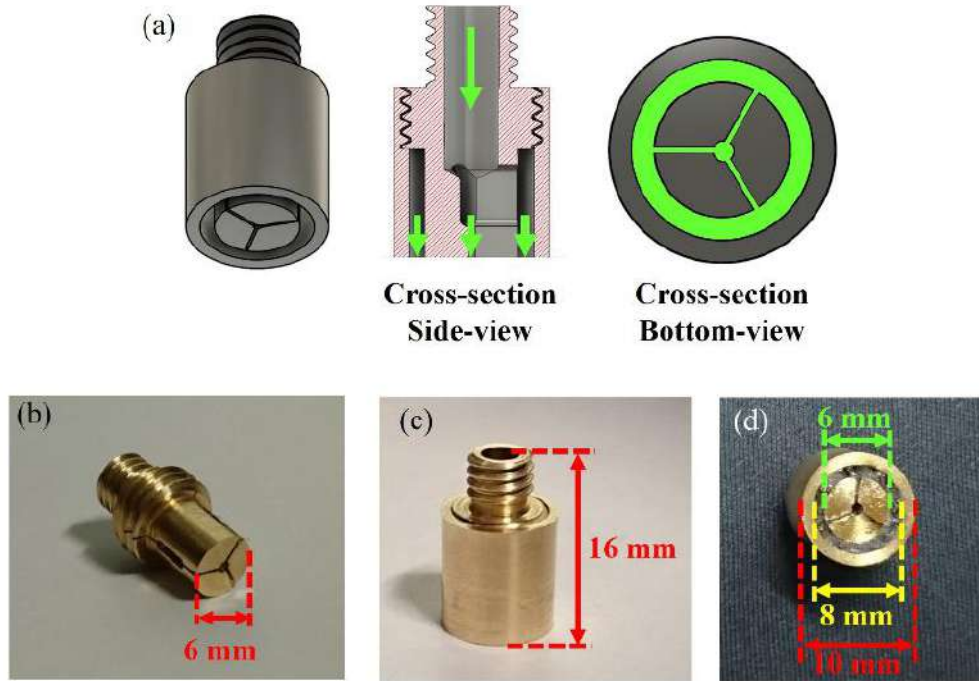 (a)
Cross-section Cross-section
Side-view Bottom-view
(b)
6 mm
(c)
16 mm
(d)
6 mm
8 mm
10 mm